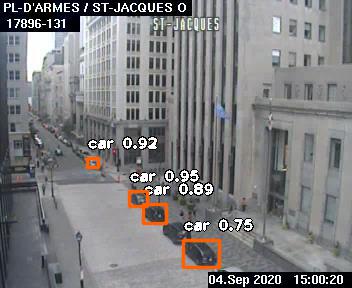 PL-D'ARMES / ST-JACQUES O
17896-131
ST-JACQUES
car 0.92
car 0.95
car 0.89
car 0.75
04.Sep 2020 15:00:20